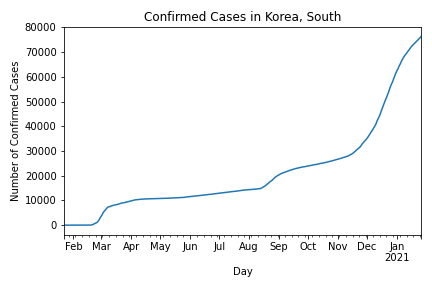 Confirmed Cases in Korea, South
80000
70000
60000
50000
40000
30000
20000
10000
0
Number of Confirmed Cases
Feb Mar Apr May Jun Jul Aug Sep Oct Nov Dec Jan
2021
Day